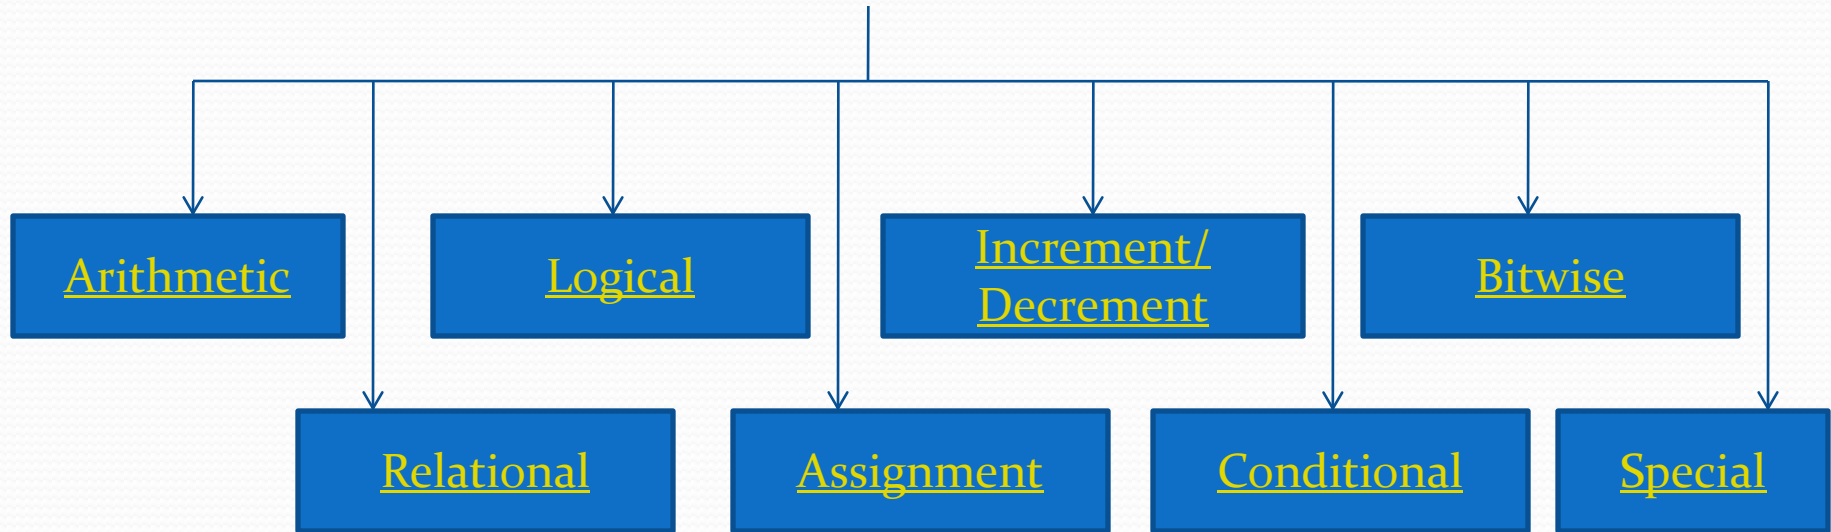 Arithmetic
Logical
Increment/
Decrement
Bitwise
Relational
Assignment
Conditional
Special